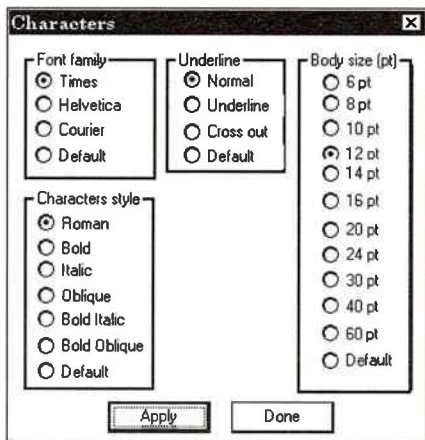 Characters
Font family
Times
Helvetica
Courier
Default
Underline
Normal
Underline
Cross out
Default
Body size (pt)
6 pt
8 pt
10 pt
12 pt
14 pt
16 pt
20 pt
24 pt
30 pt
40 pt
60 pt
Default
Characters style
Roman
Bold
Italic
Oblique
Bold Italic
Bold Oblique
Default
Apply
Done